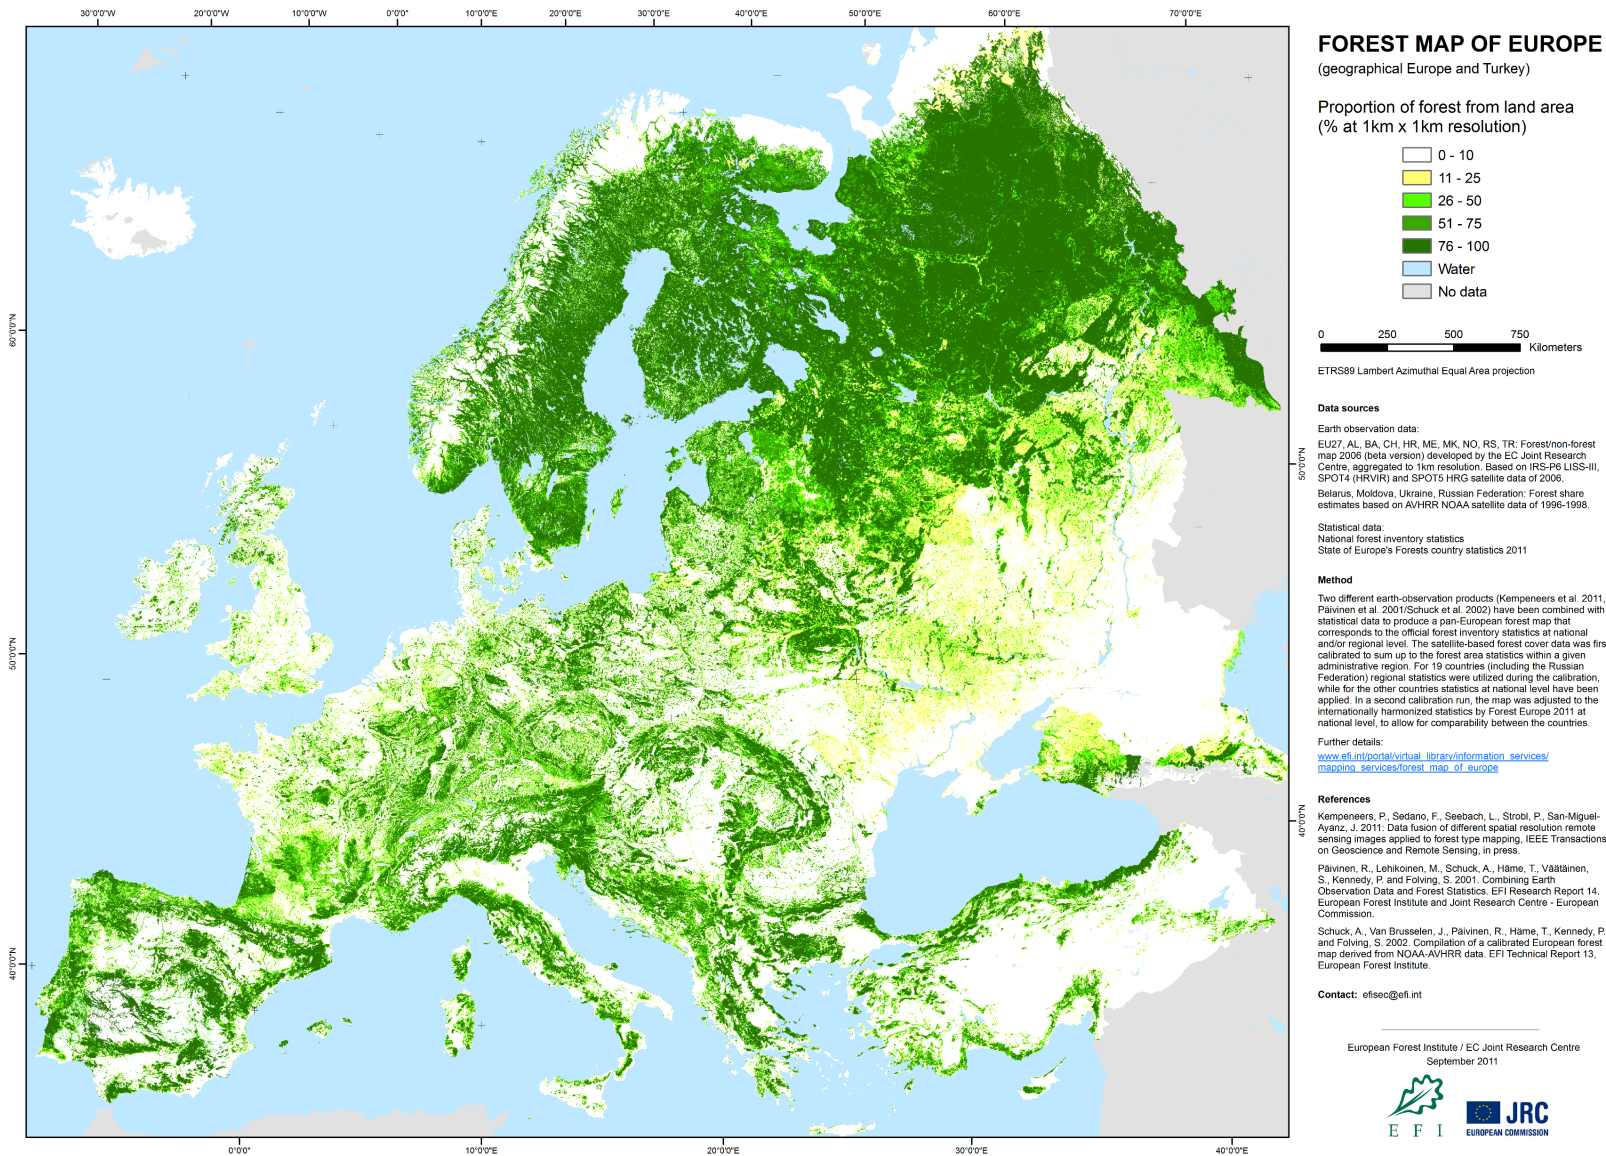 30°0'0"W 20°0'0"W 10°0'0"W 0°0'0" 10°0'0"E 20°0'0"E 30°0'0"E 40°0'0"E 50°0'0"E 60°0'0"E 70°0'0"E
60°0'0"N
50°0'0"N
40°0'0"N
50°0'0"N
40°0'0"N
0°0'0" 10°0'0"E 20°0'0"E 30°0'0"E 40°0'0"E
FOREST MAP OF EUROPE
(geographical Europe and Turkey)
Proportion of forest from land area
(% at 1km x 1km resolution)
0 - 10
11 - 25
26 - 50
51 - 75
76 - 100
Water
No data
0 250 500 750
Kilometers
ETRS89 Lambert Azimuthal Equal Area projection
Data sources
Earth observation data:
EU27, AL, BA, CH, HR, ME, MK, NO, RS, TR: Forest/non-forest
map 2006 (beta version) developed by the EC Joint Research
Centre, aggregated to 1km resolution. Based on IRS-P6 LISS-III,
SPOT4 (HRVIR) and SPOT5 HRG satellite data of 2006.
Belarus, Moldova, Ukraine, Russian Federation: Forest share
estimates based on AVHRR NOAA satellite data of 1996-1998.
Statistical data:
National forest inventory statistics
State of Europe's Forests country statistics 2011
Method
Two different earth-observation products (Kempeneers et al. 2011,
Päivinen et al. 2001/Schuck et al. 2002) have been combined with
statistical data to produce a pan-European forest map that
corresponds to the official forest inventory statistics at national
and/or regional level. The satellite-based forest cover data was firs
calibrated to sum up to the forest area statistics within a given
administrative region. For 19 countries (including the Russian
Federation) regional statistics were utilized during the calibration,
while for the other countries statistics at national level have been
applied. In a second calibration run, the map was adjusted to the
internationally harmonized statistics by Forest Europe 2011 at
national level, to allow for comparability between the countries.
Further details:
www.efi.int/portal/virtual_library/information_services/
mapping_services/forest_map_of_europe
References
Kempeneers, P., Sedano, F., Seebach, L., Strobl, P., San-Miguel-
Ayanz, J. 2011: Data fusion of different spatial resolution remote
sensing images applied to forest type mapping, IEEE Transactions
on Geoscience and Remote Sensing, in press.
Päivinen, R., Lehikoinen, M., Schuck, A., Häme, T., Väätäinen,
S., Kennedy, P. and Folving, S. 2001. Combining Earth
Observation Data and Forest Statistics. EFI Research Report 14.
European Forest Institute and Joint Research Centre - European
Commission.
Schuck, A., Van Brusselen, J., Päivinen, R., Häme, T., Kennedy, P.
and Folving, S. 2002. Compilation of a calibrated European forest
map derived from NOAA-AVHRR data. EFI Technical Report 13,
European Forest Institute.
Contact: efisec@efi.int
European Forest Institute / EC Joint Research Centre
September 2011
EFI
JRC
EUROPEAN COMMISSION